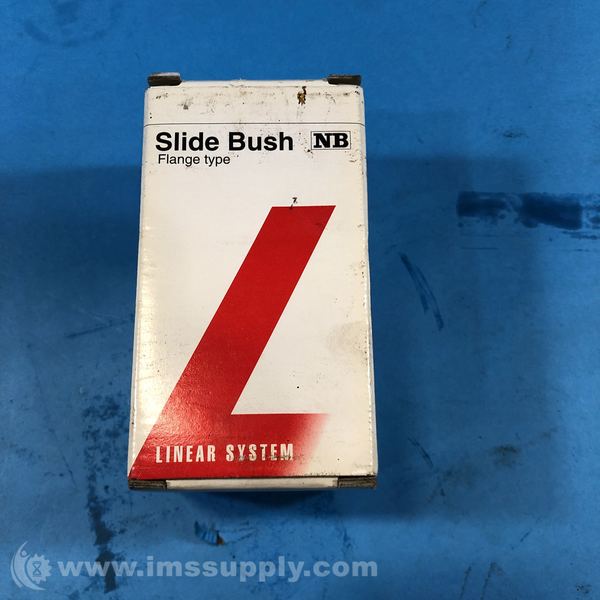 Slide Bush NB
Flange type
LINEAR SYSTEM
www.imssupply.com